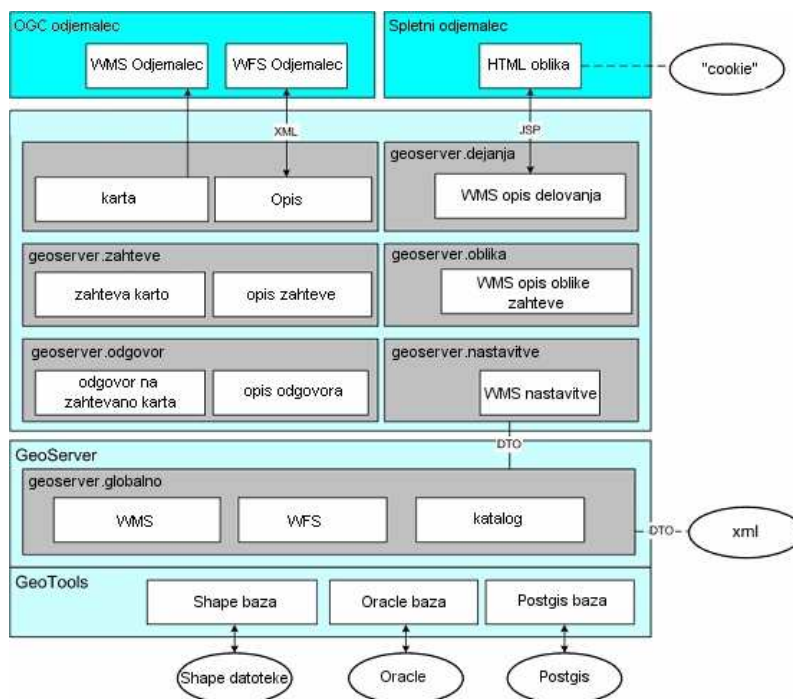 OGC odjemalec
WMS Odjemalec
WFS Odjemalec
Spletni odjemalec
HTML oblika
"cookie"
XML
JSP
karta
Opis
geoserver.dejanja
WMS opis delovanja
geoserver.zahteve
zahteva karto
opis zahteve
geoserver.oblika
WMS opis oblike
zahteve
geoserver.odgovor
odgovor na
zahtevano karta
opis odgovora
geoserver.nastavitve
WMS nastavitve
DTO
GeoServer
geoserver.globalno
WMS
WFS
katalog
DTO
xml
GeoTools
Shape baza
Oracle baza
Postgis baza
Shape datoteke
Oracle
Postgis